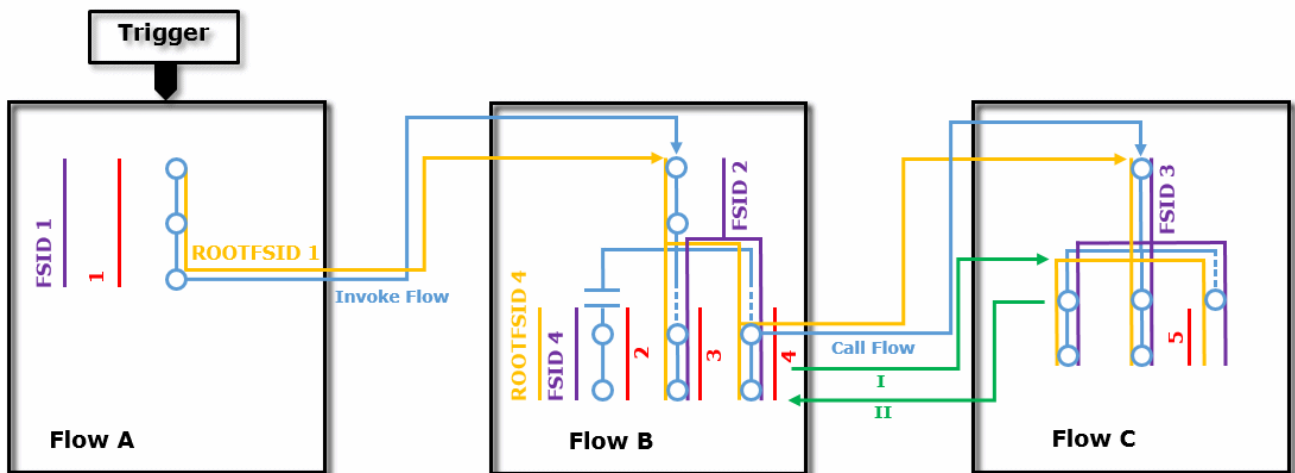 Trigger
FSID 1
1
ROOTFSID 1
Invoke Flow
Flow A
FSID 2
ROOTFSID 4
FSID 4
2
3
4
Flow B
Call Flow
I
II
FSID 3
5
Flow C